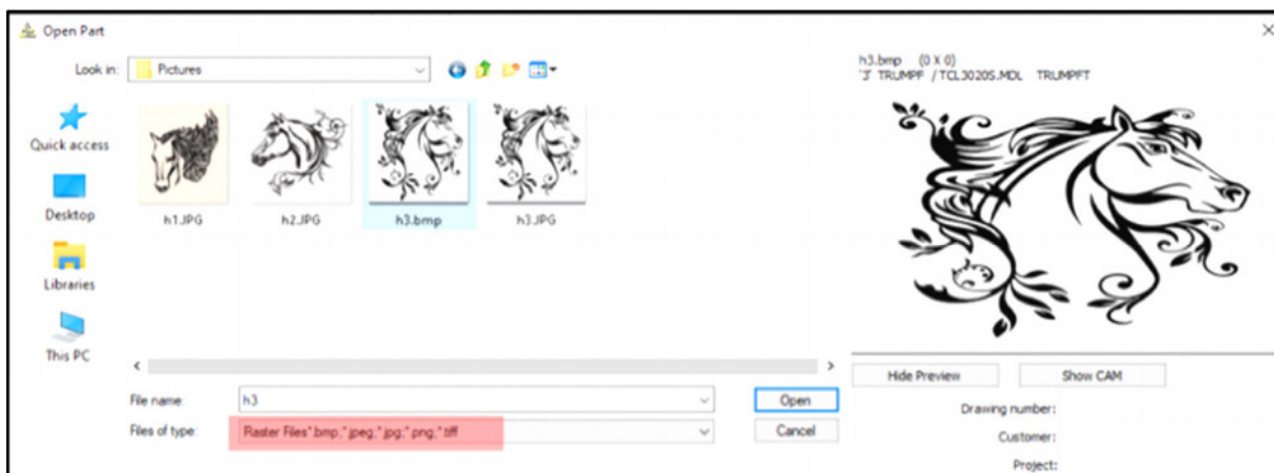 Open Part
Look in:
Pictures
Quick access
Desktop
Libraries
This PC
h1.JPG
h2.JPG
h3.bmp
h3.JPG
File name:
h3
Open
Files of type:
Raster Files*.bmp;*.jpeg;*.jpg;*.png;*.tiff
Cancel
h3.bmp (0 X 0)
'3' TRUMPF / TCL3020S.MDL TRUMPFT
Hide Preview
Show CAM
Drawing number:
Customer:
Project: